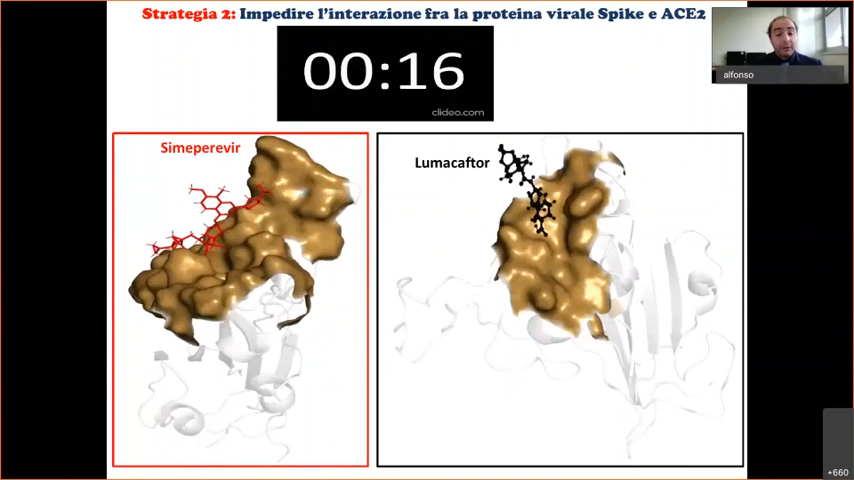 Strategia 2: Impedire l'interazione fra la proteina virale Spike e ACE2
00:16
clideo.com
alfonso
Simeperevir
Lumacaftor
+660